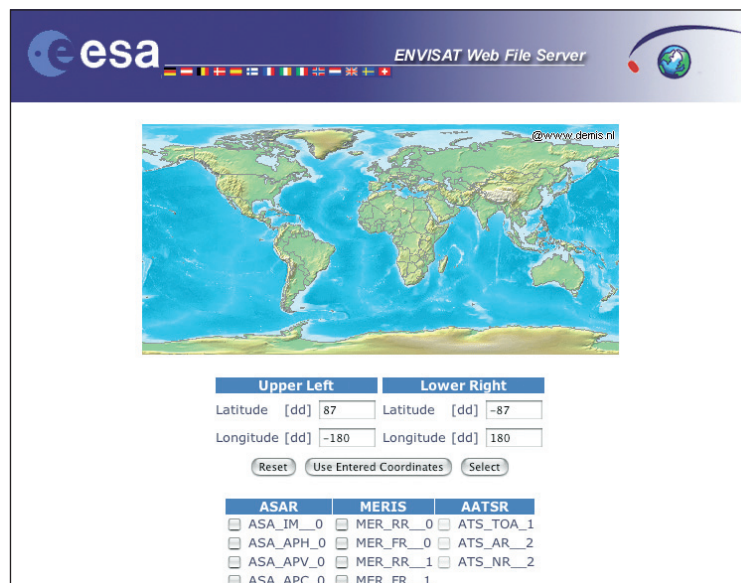 esa
ENVISAT Web File Server
@www.demis.nl
Upper Left Lower Right
Latitude [dd] 87 Latitude [dd] -87
Longitude [dd] -180 Longitude [dd] 180
Reset Use Entered Coordinates Select
ASAR MERIS AATSR
ASA_IM__0 MER_RR__0 ATS_TOA_1
ASA_APH_0 MER_FR__0 ATS_AR__2
ASA_APV_0 MER_RR__1 ATS_NR__2
ASA_APC_0 MER_FR__1